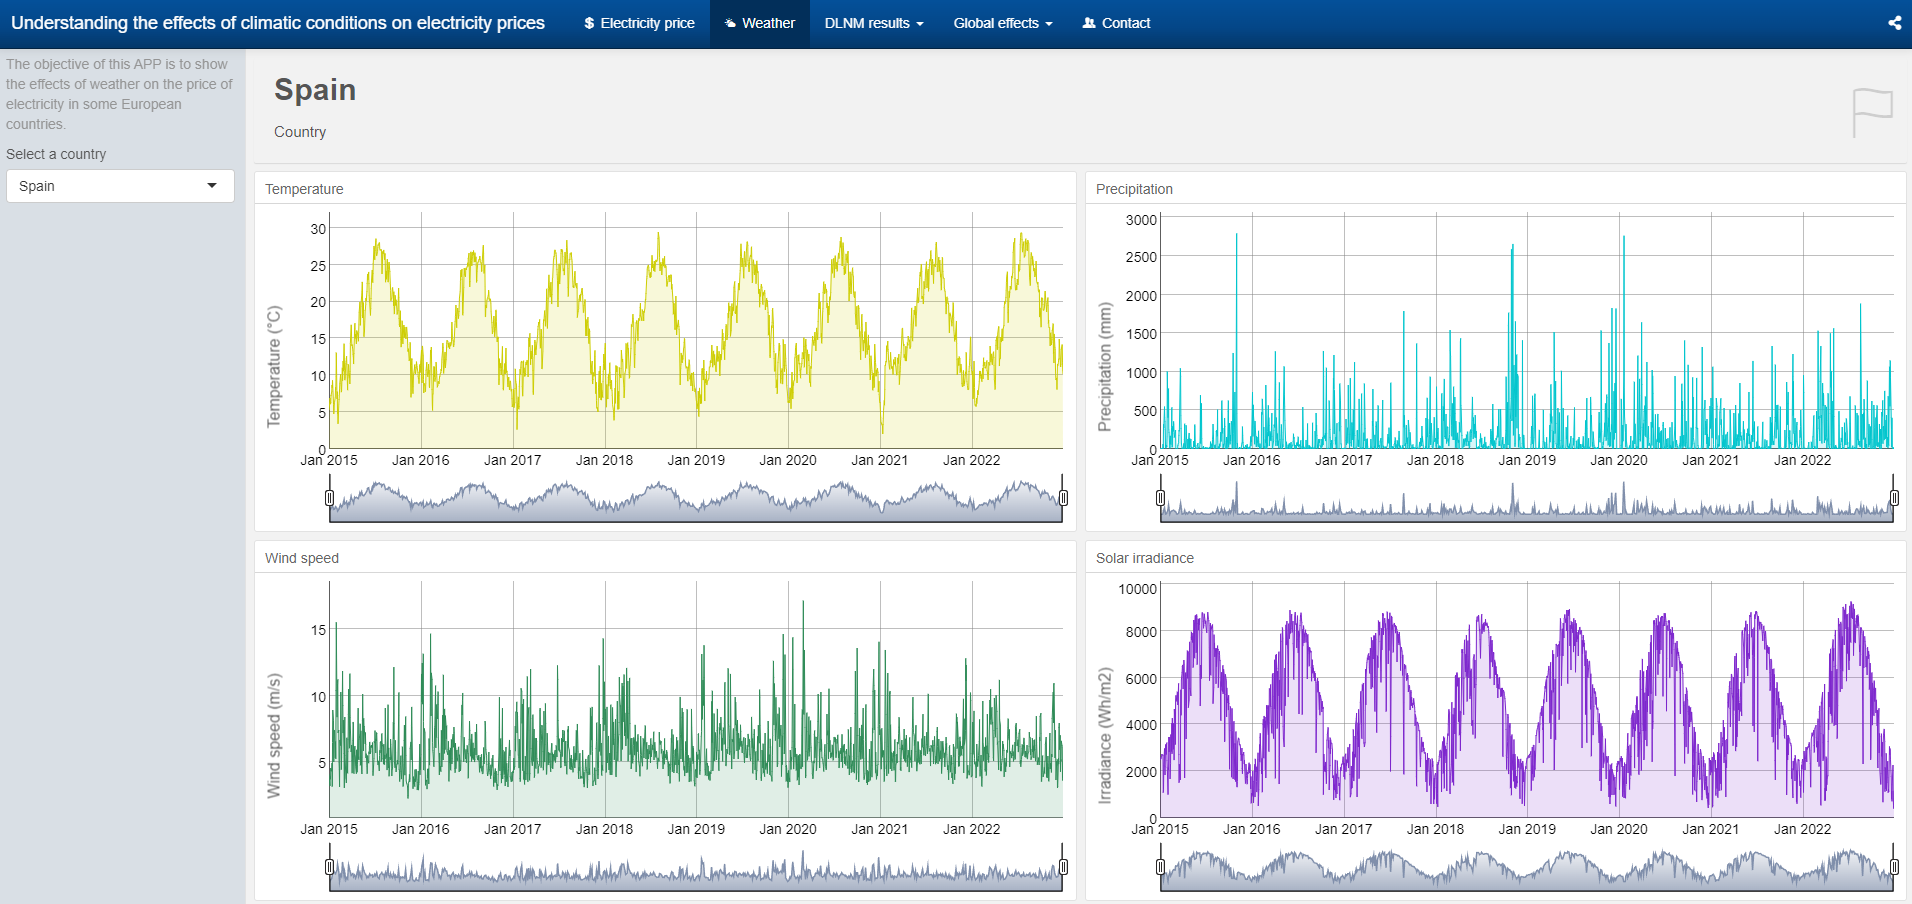 Understanding the effects of climatic conditions on electricity prices
Electricity price
Weather
DLNM results
Global effects
Contact
The objective of this APP is to show
the effects of weather on the price of
electricity in some European
countries.
Select a country
Spain
Spain
Country
Temperature
30
25
20
15
10
5
0
Temperature (°C)
Jan 2015 Jan 2016 Jan 2017 Jan 2018 Jan 2019 Jan 2020 Jan 2021 Jan 2022
Precipitation
3000
2500
2000
1500
1000
500
0
Precipitation (mm)
Jan 2015 Jan 2016 Jan 2017 Jan 2018 Jan 2019 Jan 2020 Jan 2021 Jan 2022
Wind speed
15
10
5
Wind speed (m/s)
Jan 2015 Jan 2016 Jan 2017 Jan 2018 Jan 2019 Jan 2020 Jan 2021 Jan 2022
Solar irradiance
10000
8000
6000
4000
2000
0
Irradiance (Wh/m2)
Jan 2015 Jan 2016 Jan 2017 Jan 2018 Jan 2019 Jan 2020 Jan 2021 Jan 2022